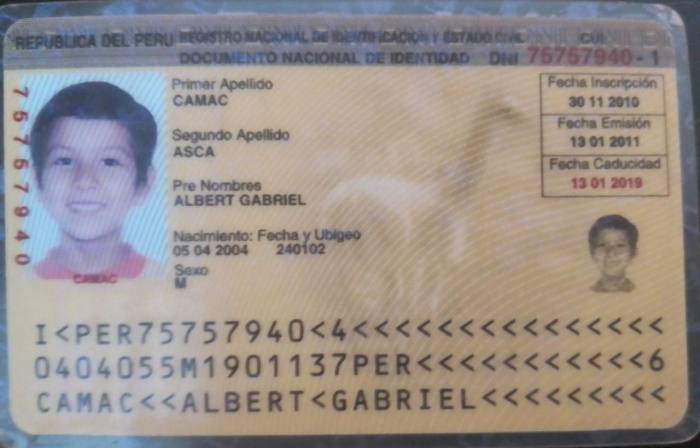 REPUBLICA DEL PERU REGISTRO NACIONAL DE IDENTIFICACION Y ESTADO CIVIL CUI
DOCUMENTO NACIONAL DE IDENTIDAD DNI 75757940-1
75757940
CAMAC
Primer Apellido
CAMAC
Segundo Apellido
ASCA
Pre Nombres
ALBERT GABRIEL
Nacimiento: Fecha y Ubigeo
05 04 2004 240102
Sexo
M
Fecha Inscripción
30 11 2010
Fecha Emisión
13 01 2011
Fecha Caducidad
13 01 2019
I<PER75757940<4<<<<<<<<<<<<<<<
0404055M1901137PER<<<<<<<<<<<6
CAMAC<<ALBERT<GABRIEL<<<<<<<<<